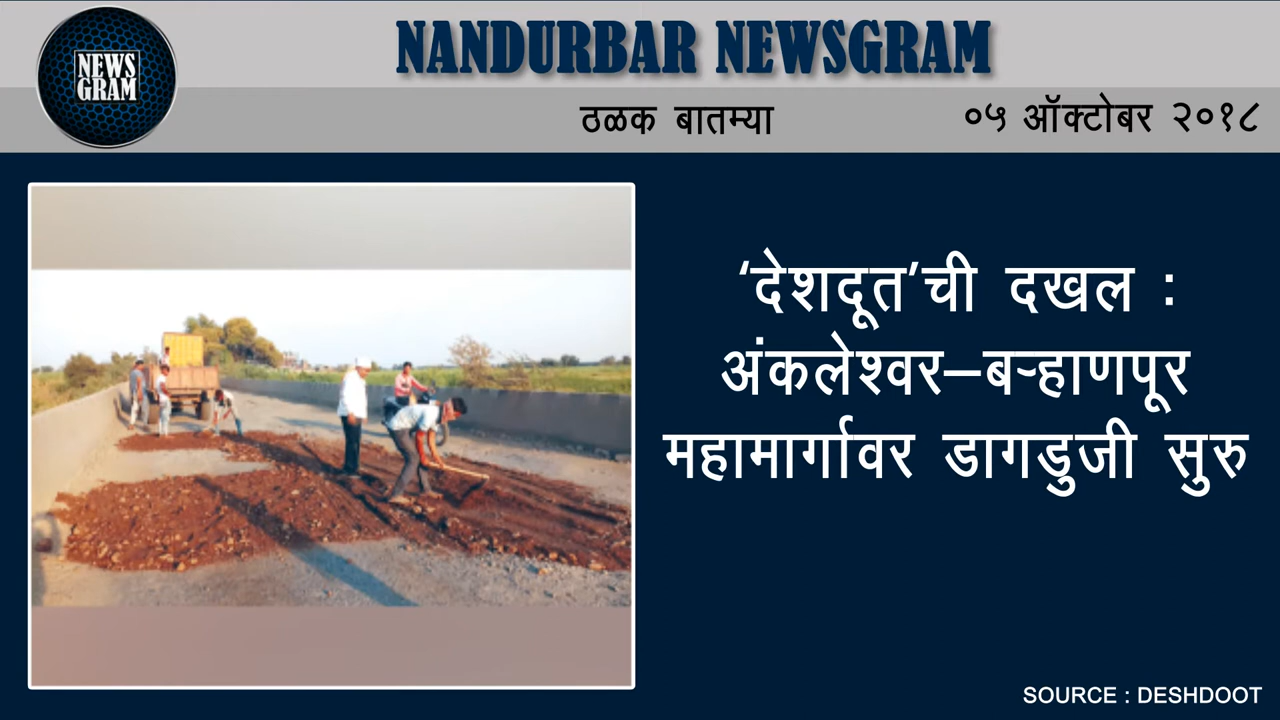 NEWS
GRAM
NANDURBAR NEWSGRAM
ठळक बातम्या
०५ ऑक्टोबर २०१८
‘देशदूत’ची दखल :
अंकलेश्वर–बऱ्हाणपूर
महामार्गावर डागडुजी सुरु
SOURCE : DESHDOOT